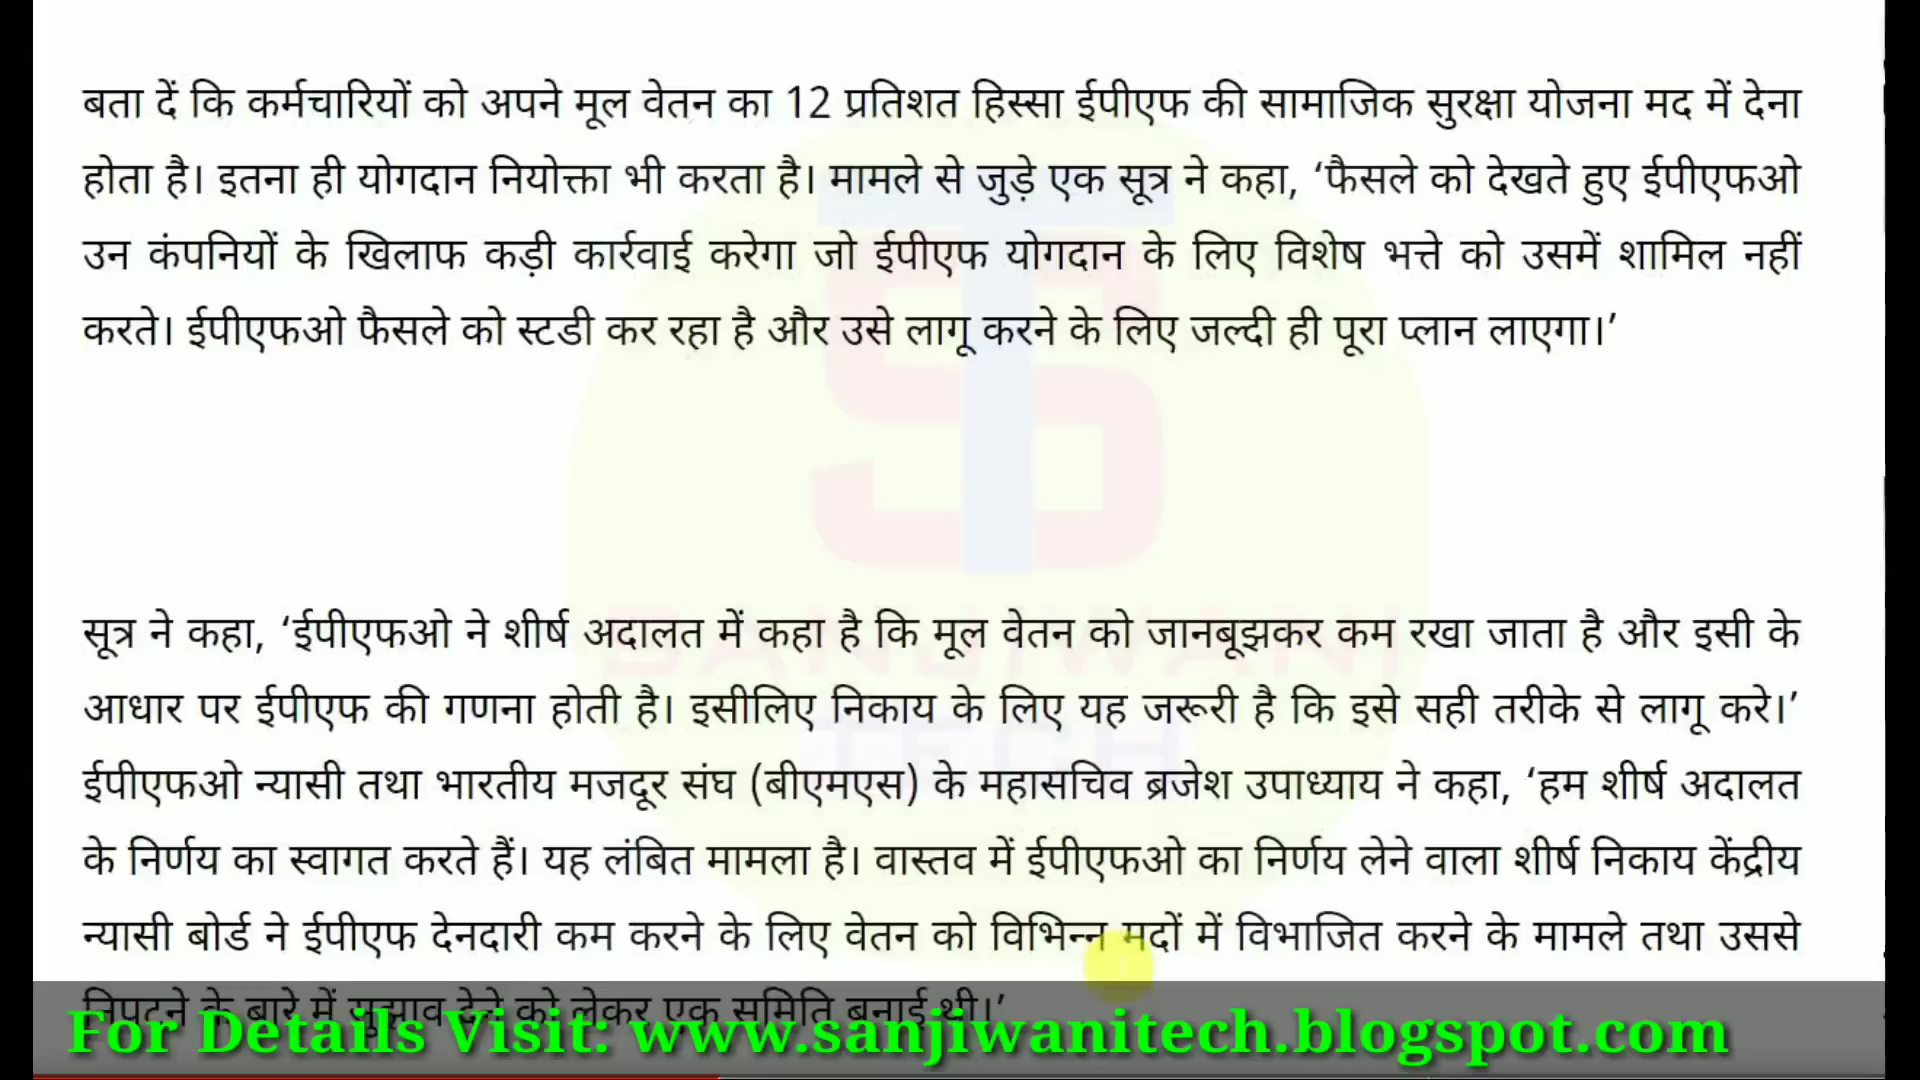 बता दें कि कर्मचारियों को अपने मूल वेतन का 12 प्रतिशत हिस्सा ईपीएफ की सामाजिक सुरक्षा योजना मद में देना
होता है। इतना ही योगदान नियोक्ता भी करता है। मामले से जुड़े एक सूत्र ने कहा, ‘फैसले को देखते हुए ईपीएफओ
उन कंपनियों के खिलाफ कड़ी कार्रवाई करेगा जो ईपीएफ योगदान के लिए विशेष भत्ते को उसमें शामिल नहीं
करते। ईपीएफओ फैसले को स्टडी कर रहा है और उसे लागू करने के लिए जल्दी ही पूरा प्लान लाएगा।’
सूत्र ने कहा, ‘ईपीएफओ ने शीर्ष अदालत में कहा है कि मूल वेतन को जानबूझकर कम रखा जाता है और इसी के
आधार पर ईपीएफ की गणना होती है। इसीलिए निकाय के लिए यह जरूरी है कि इसे सही तरीके से लागू करे।’
ईपीएफओ न्यासी तथा भारतीय मजदूर संघ (बीएमएस) के महासचिव ब्रजेश उपाध्याय ने कहा, ‘हम शीर्ष अदालत
के निर्णय का स्वागत करते हैं। यह लंबित मामला है। वास्तव में ईपीएफओ का निर्णय लेने वाला शीर्ष निकाय केंद्रीय
न्यासी बोर्ड ने ईपीएफ देनदारी कम करने के लिए वेतन को विभिन्न मदों में विभाजित करने के मामले तथा उससे
निपटने के बारे में सुझाव देने को लेकर एक समिति बनाई थी।’
For Details Visit: www.sanjiwanitech.blogspot.com
SANJIWANI
TECH